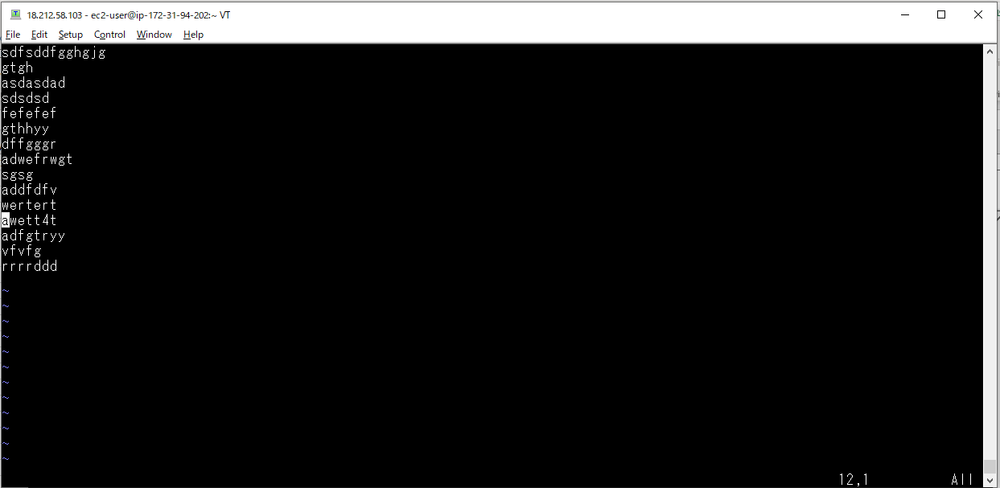 18.212.58.103 - ec2-user@ip-172-31-94-202:~ VT
File Edit Setup Control Window Help
sdfsddfgghgjg
gtgh
asdasdad
sdsdsd
fefefef
gthhyy
dffgggr
adwefrwgt
sgsg
addfdfv
wertert
awett4t
adfgtryy
vfvfg
rrrrddd
~
~
~
~
~
~
~
~
~
~
~
~
12,1 All